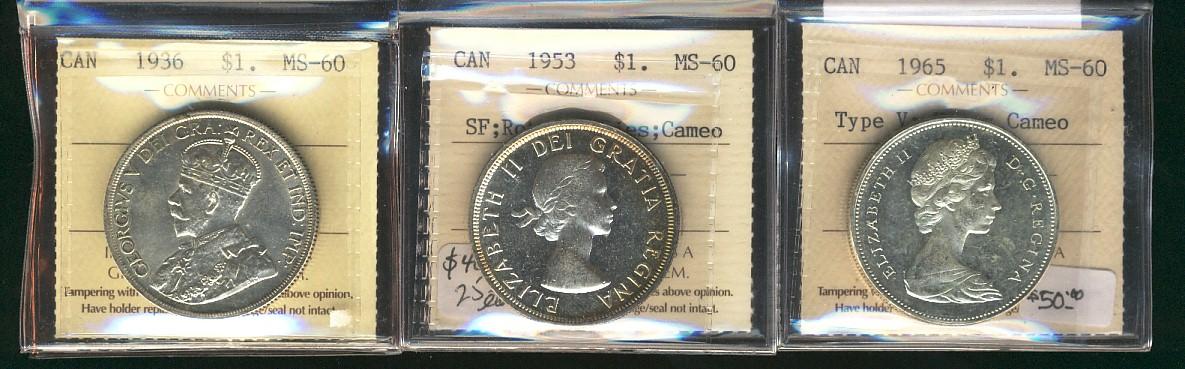 CAN 1936 $1. MS-60
COMMENTS
GEORGIVS V DEI GRA: REX ET IND: IMP:
Tampering with above opinion.
Have holder seal not intact.
CAN 1953 $1. MS-60
COMMENTS
SF; Cameo
ELIZABETH II DEI GRATIA REGINA
A
M.
25
above opinion.
seal not intact.
CAN 1965 $1. MS-60
COMMENTS
Type Cameo
ELIZABETH II D·G·REGINA
A
M.
Tampering
Have holder
$50.00